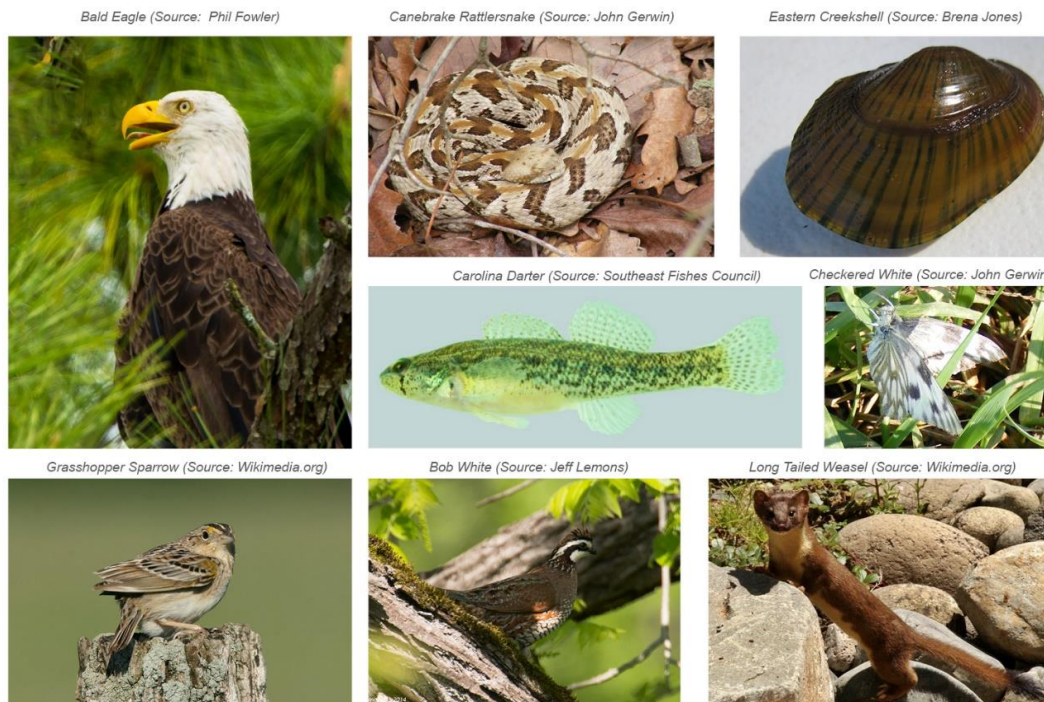 Bald Eagle (Source: Phil Fowler)
Canebrake Rattlersnake (Source: John Gerwin)
Eastern Creekshell (Source: Brena Jones)
Carolina Darter (Source: Southeast Fishes Council)
Checkered White (Source: John Gerwin
Grasshopper Sparrow (Source: Wikimedia.org)
Bob White (Source: Jeff Lemons)
Long Tailed Weasel (Source: Wikimedia.org)